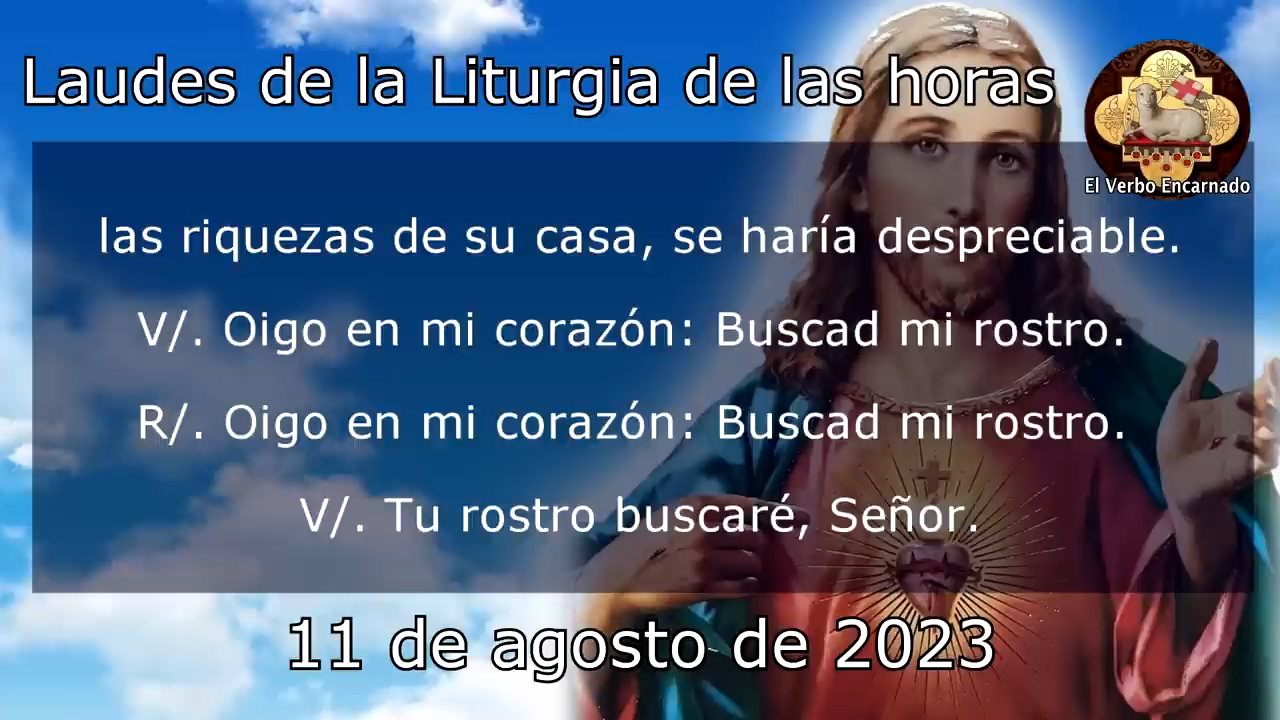 Laudes de la Liturgia de las horas
El Verbo Encarnado
las riquezas de su casa, se haría despreciable.
V/. Oigo en mi corazón: Buscad mi rostro.
R/. Oigo en mi corazón: Buscad mi rostro.
V/. Tu rostro buscaré, Señor.
11 de agosto de 2023